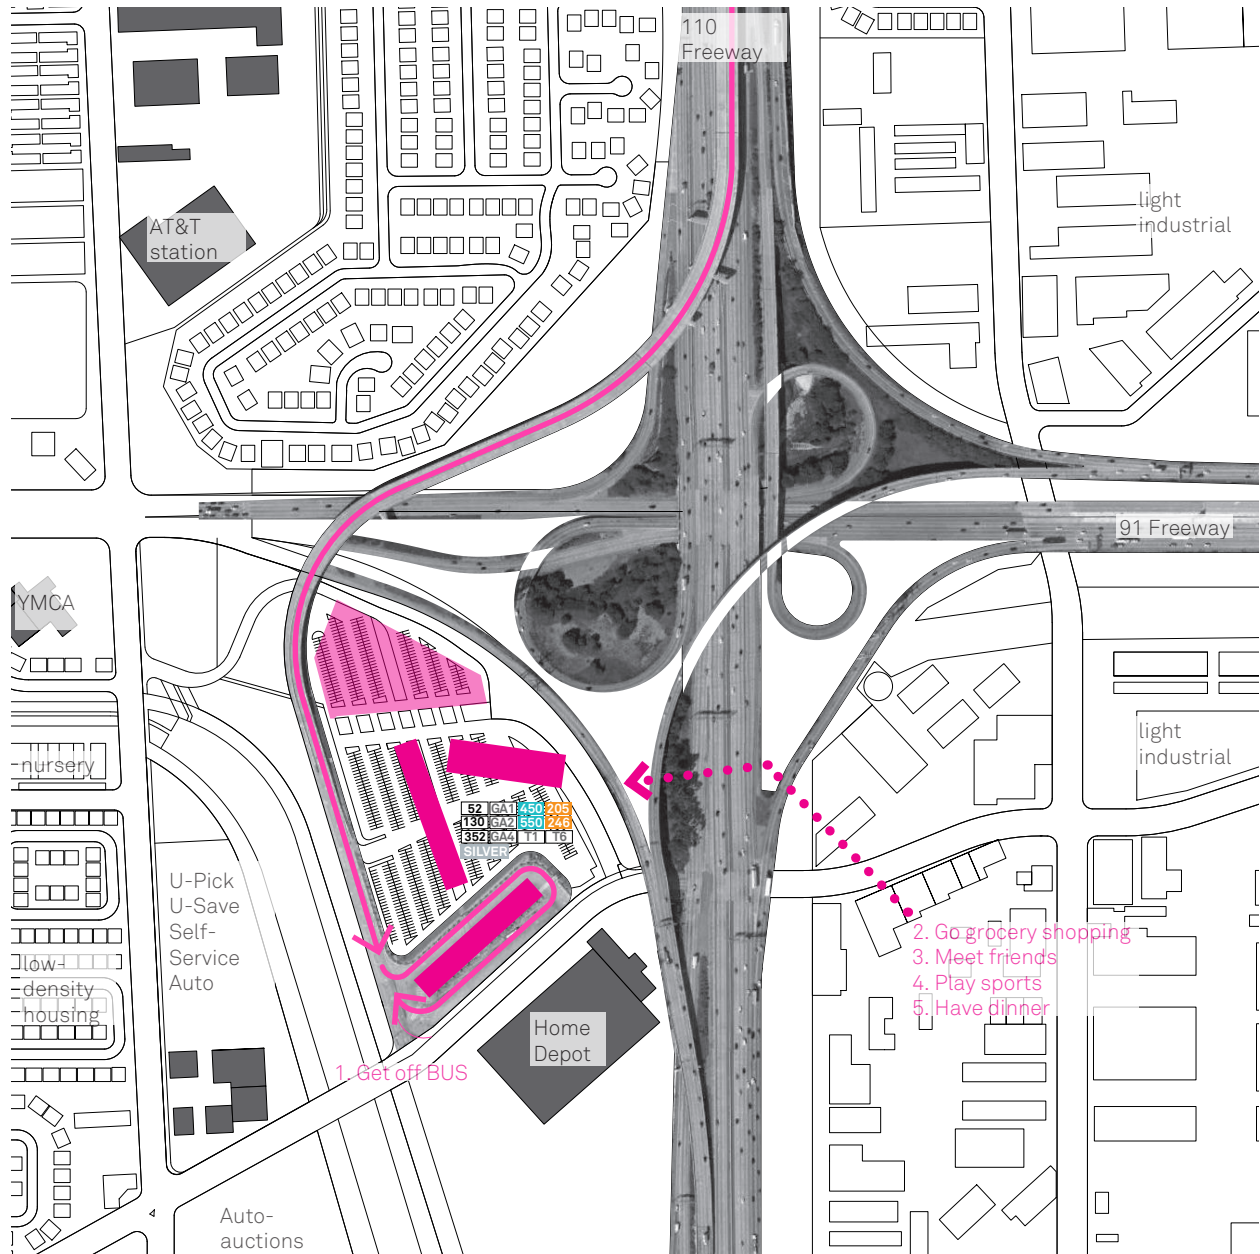 110
Freeway
AT&T
station
light
industrial
91 Freeway
YMCA
light
industrial
nursery
52 GA1 450 205
130 GA2 550 246
352 GA4 T1 T6
SILVER
U-Pick
U-Save
Self-
Service
Auto
low-
density
housing
2. Go grocery shopping
3. Meet friends
4. Play sports
5. Have dinner
Home
Depot
1. Get off BUS
Auto-
auctions